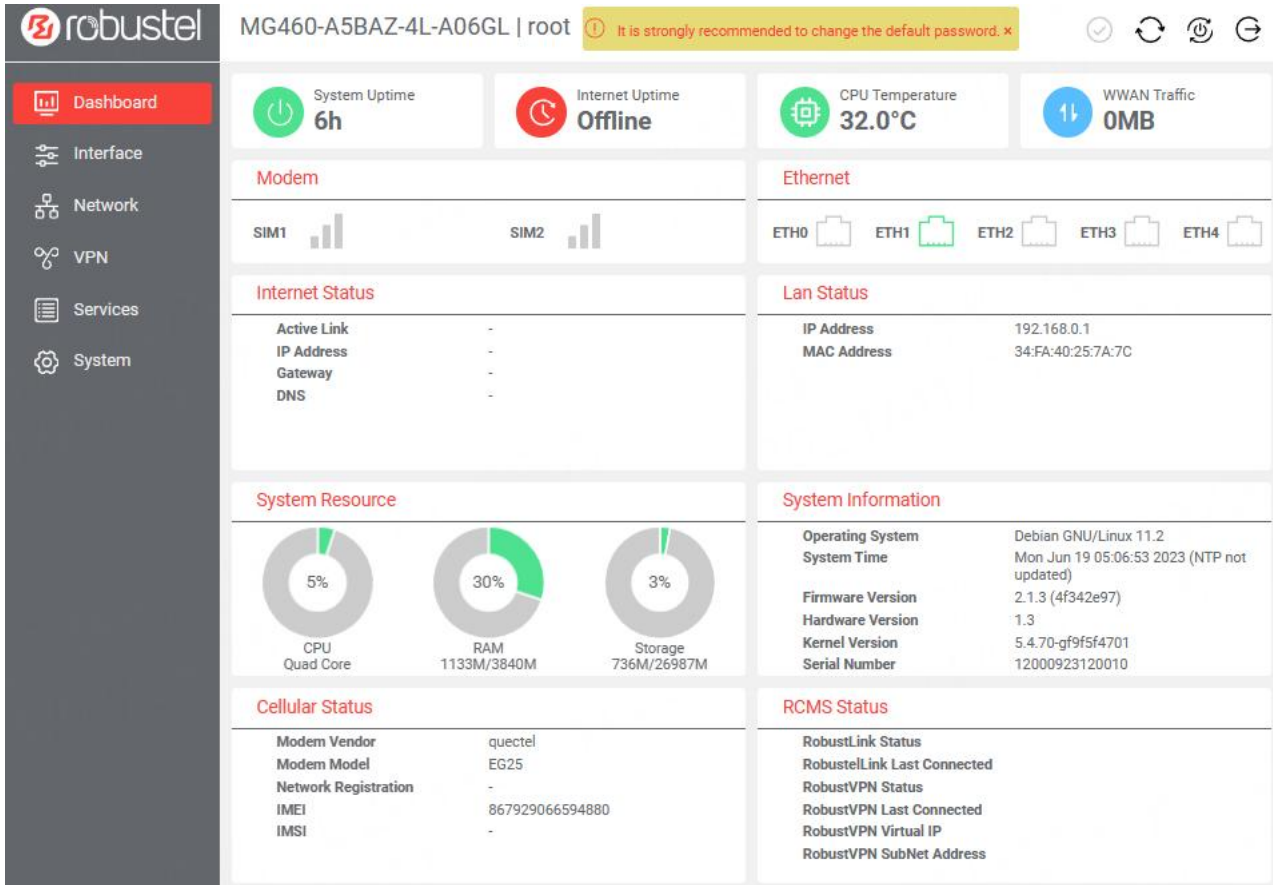 robustel
MG460-A5BAZ-4L-A06GL | root
It is strongly recommended to change the default password. ×
Dashboard
Interface
Network
VPN
Services
System
System Uptime
6h
Internet Uptime
Offline
CPU Temperature
32.0°C
WWAN Traffic
0MB
Modem
SIM1
SIM2
Ethernet
ETH0
ETH1
ETH2
ETH3
ETH4
Internet Status
Active Link -
IP Address -
Gateway -
DNS -
Lan Status
IP Address 192.168.0.1
MAC Address 34:FA:40:25:7A:7C
System Resource
5%
CPU
Quad Core
30%
RAM
1133M/3840M
3%
Storage
736M/26987M
System Information
Operating System Debian GNU/Linux 11.2
System Time Mon Jun 19 05:06:53 2023 (NTP not
updated)
Firmware Version 2.1.3 (4f342e97)
Hardware Version 1.3
Kernel Version 5.4.70-gf9f5f4701
Serial Number 12000923120010
Cellular Status
Modem Vendor quectel
Modem Model EG25
Network Registration -
IMEI 867929066594880
IMSI -
RCMS Status
RobustLink Status
RobustelLink Last Connected
RobustVPN Status
RobustVPN Last Connected
RobustVPN Virtual IP
RobustVPN SubNet Address